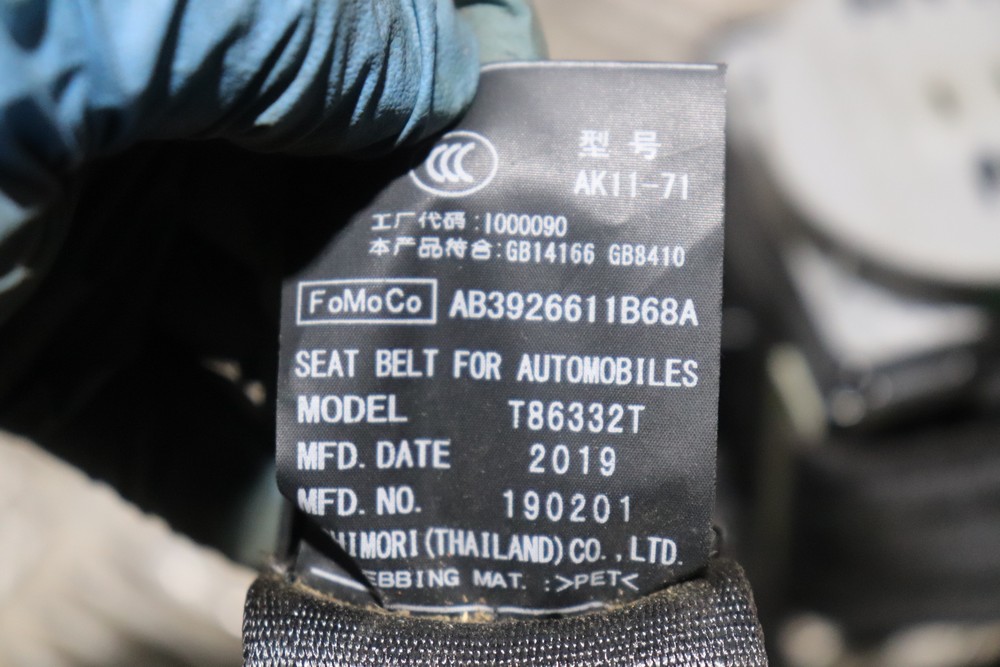 CCC
型 号
AK11-71
工厂代码:I000090
本产品符合:GB14166 GB8410
FoMoCo AB3926611B68A
SEAT BELT FOR AUTOMOBILES
MODEL T86332T
MFD. DATE 2019
MFD. NO. 190201
(THAILAND)CO.,LTD.
MAT. :>PET<